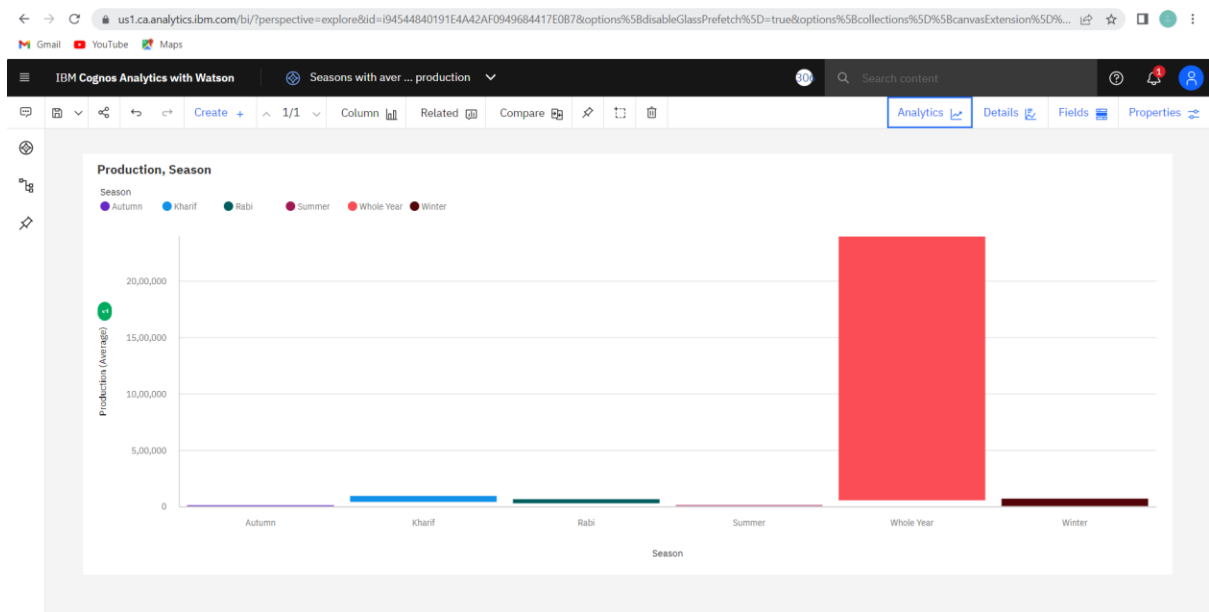 us1.ca.analytics.ibm.com/bi/?perspective=explore&id=i94544840191E4A42AF0949684417E0B7&options%5BdisableGlassPrefetch%5D=true&options%5Bcollections%5D%5BcanvasExtension%5D%...
Gmail YouTube Maps
IBM Cognos Analytics with Watson Seasons with aver ... production Search content 1
Create + 1/1 Column Related Compare Analytics Details Fields Properties
Production, Season
Season
Autumn Kharif Rabi Summer Whole Year Winter
20,00,000
15,00,000
10,00,000
5,00,000
0
Production (Average)
Autumn Kharif Rabi Summer Whole Year Winter
Season